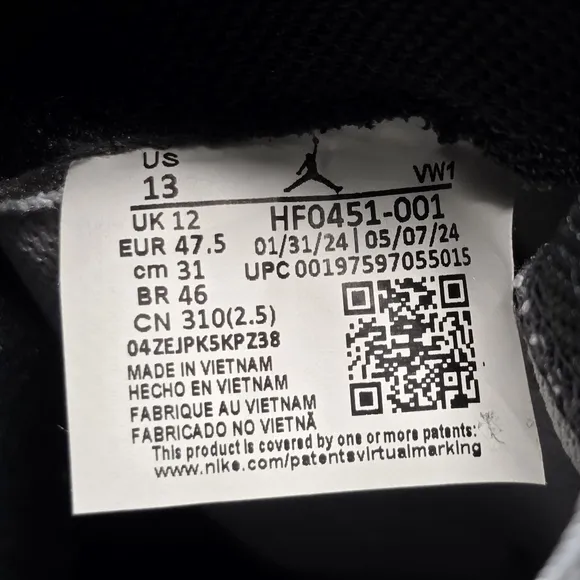 US
13
VW1
UK 12
HF0451-001
EUR 47.5
01/31/24 | 05/07/24
cm 31
UPC 00197597055015
BR 46
CN 310(2.5)
04ZEJPK5KPZ38
MADE IN VIETNAM
HECHO EN VIETNAM
FABRIQUE AU VIETNAM
FABRICADO NO VIETNÃ
This product is covered by one or more patents:
www.nike.com/patentsvirtualmarking